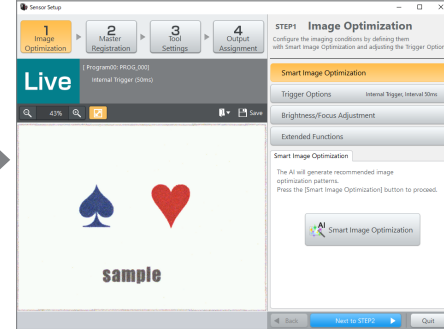 Sensor Setup
1
Image
Optimization
2
Master
Registration
3
Tool
Settings
4
Output
Assignment
STEP1 Image Optimization
Configure the imaging conditions by defining them
with Smart Image Optimization and adjusting the Trigger Option
Live
[ Program00: PROG_000]
Internal Trigger (50ms)
43%
Save
sample
Smart Image Optimization
Trigger Options Internal Trigger, Interval 50ms
Brightness/Focus Adjustment
Extended Functions
Smart Image Optimization
The AI will generate recommended image
optimization patterns.
Press the [Smart Image Optimization] button to proceed.
AI Smart Image Optimization
Back
Next to STEP2
Quit